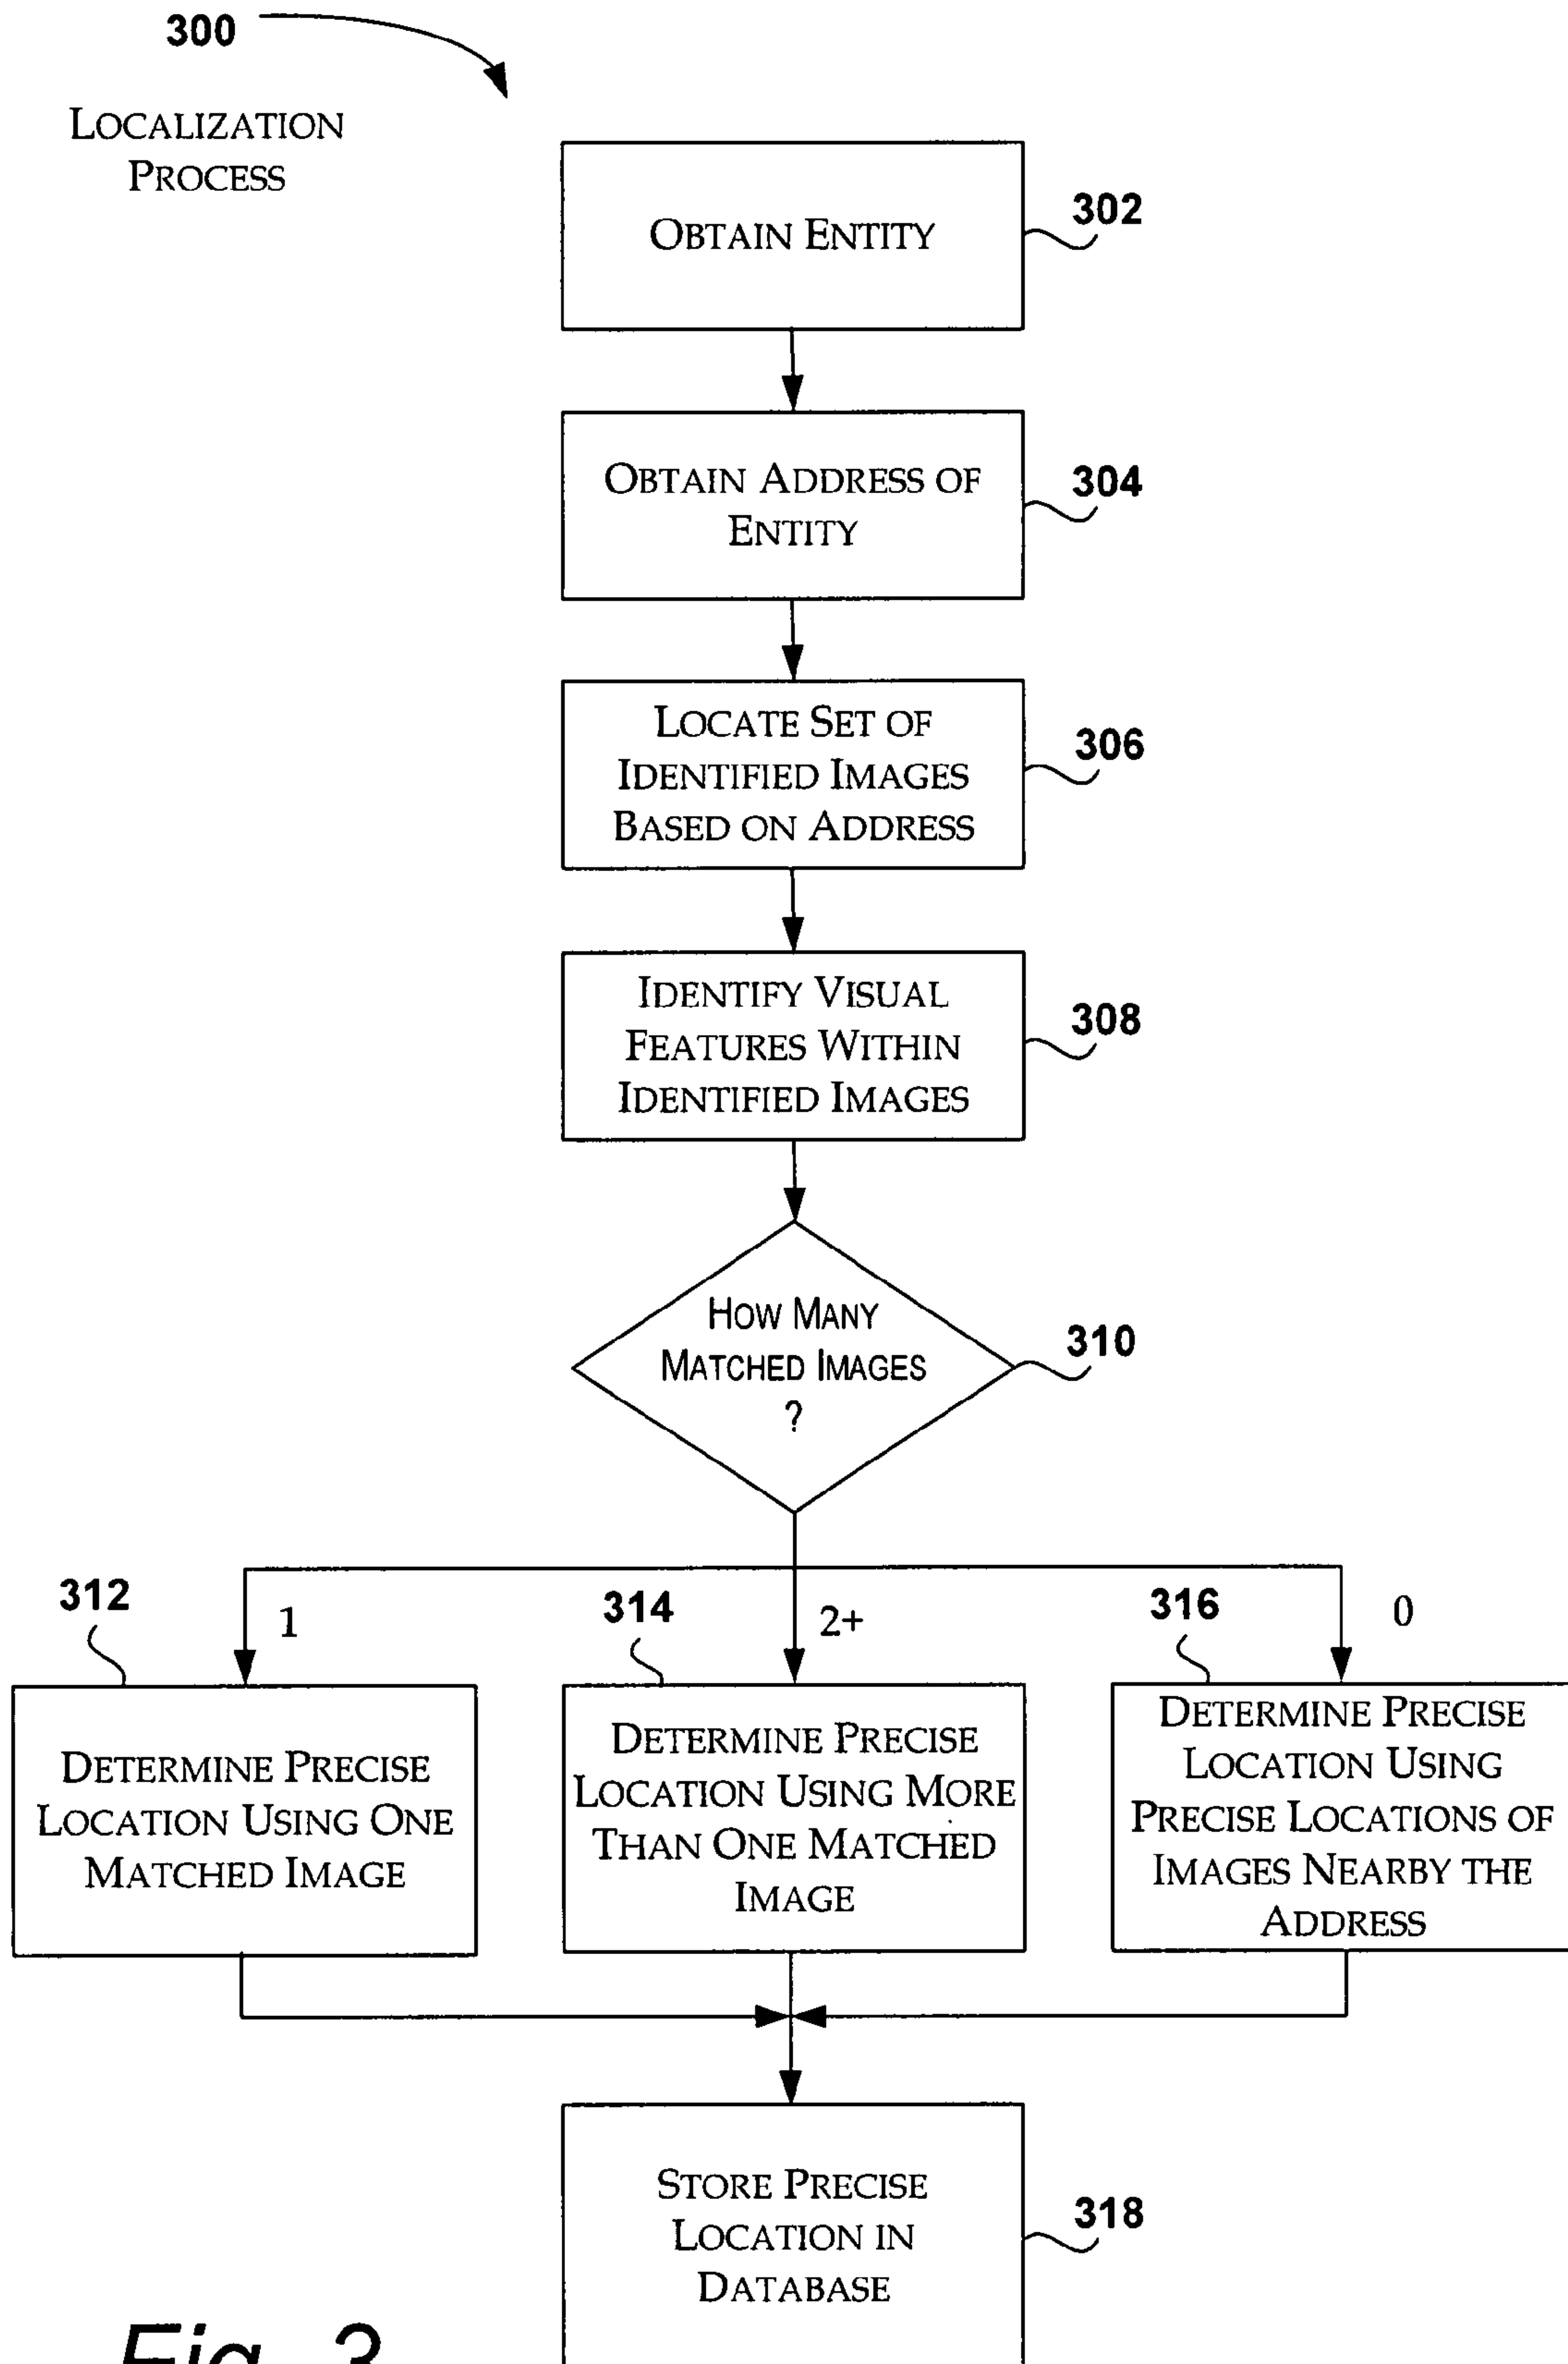 300
LOCALIZATION
PROCESS
OBTAIN ENTITY
302
OBTAIN ADDRESS OF
ENTITY
304
LOCATE SET OF
IDENTIFIED IMAGES
BASED ON ADDRESS
306
IDENTIFY VISUAL
FEATURES WITHIN
IDENTIFIED IMAGES
308
HOW MANY
MATCHED IMAGES
?
310
312
1
314
2+
316
0
DETERMINE PRECISE
LOCATION USING ONE
MATCHED IMAGE
DETERMINE PRECISE
LOCATION USING MORE
THAN ONE MATCHED
IMAGE
DETERMINE PRECISE
LOCATION USING
PRECISE LOCATIONS OF
IMAGES NEARBY THE
ADDRESS
STORE PRECISE
LOCATION IN
DATABASE
318
Fig. 3